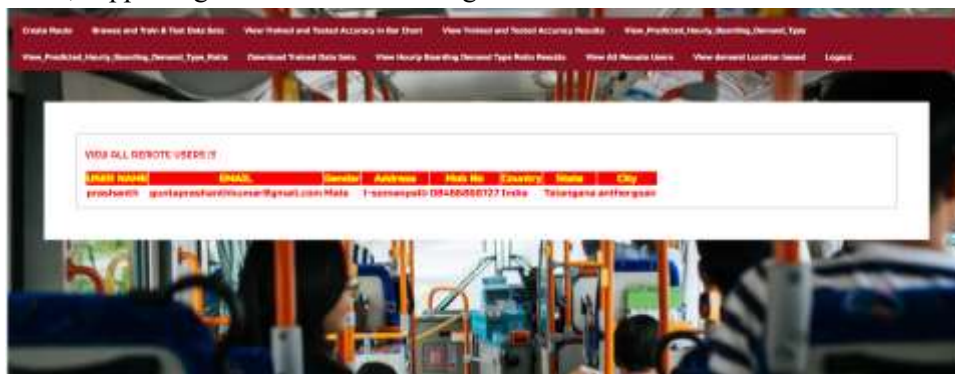 Create Route Browse and Train & Test Data Sets View Trained and Tested Accuracy in Bar Chart View Trained and Tested Accuracy Results View_Predicted_Hourly_Boarding_Demand_Type
View_Predicted_Hourly_Boarding_Demand_Type_Ratio Download Trained Data Sets View Hourly Boarding Demand Type Ratio Results View All Remote Users View demand Location based Logout
VIEW ALL REMOTE USERS !!!
USER NAME EMAIL Gender Address Mob No Country State City
prashanth Male India Telangana